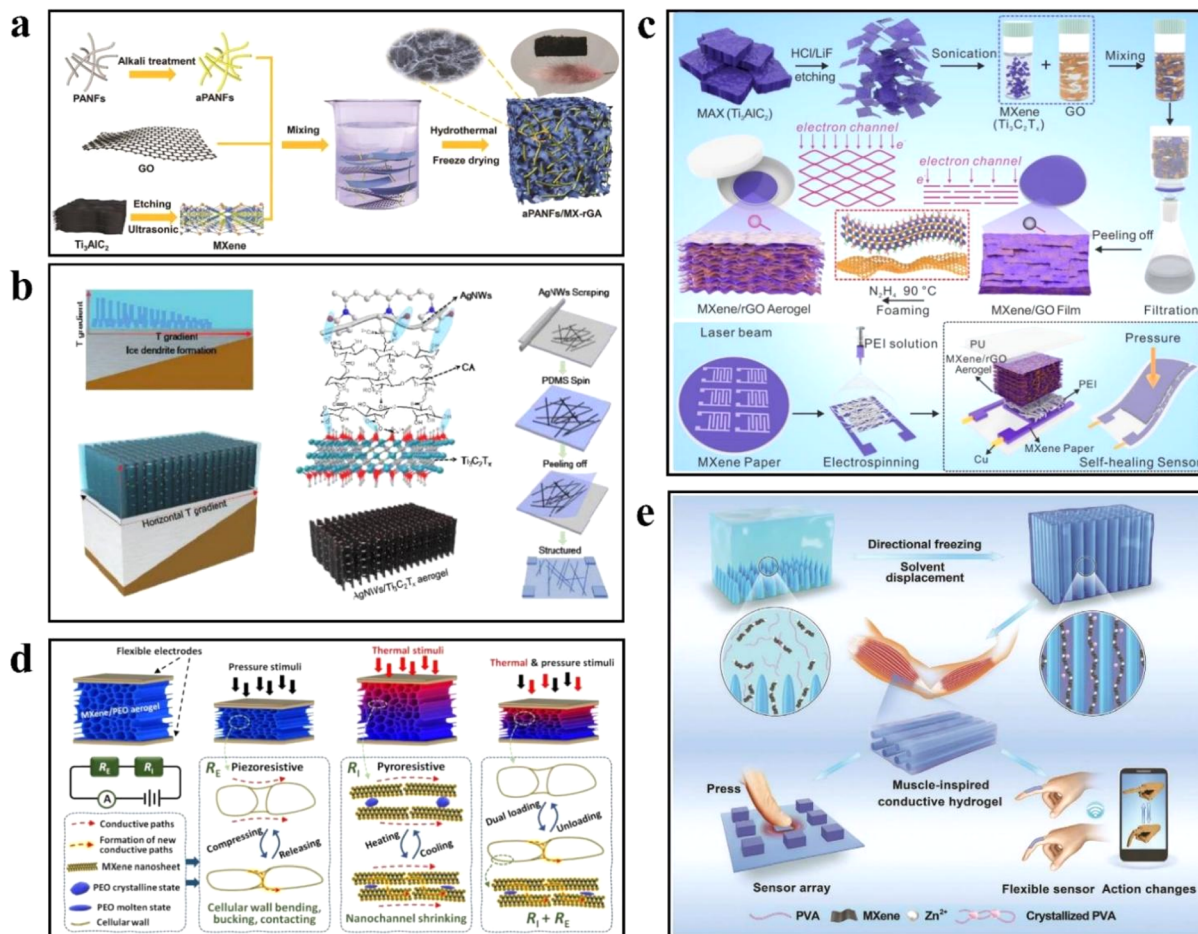 a
PANFs
Alkali treatment
aPANFs
GO
Ti₃AlC₂
Etching
Ultrasonic
MXene
Mixing
Hydrothermal
Freeze drying
aPANFs/MX-rGA
b
T gradient
T gradient
Ice dendrite formation
Horizontal T gradient
AgNWs
CA
Ti₃C₂Tₓ
AgNWs/Ti₃C₂Tₓ aerogel
AgNWs Scraping
PDMS Spin
Peeling off
Structured
c
MAX (Ti₃AlC₂)
HCl/LiF
etching
Sonication
+
MXene
(Ti₃C₂Tₓ)
GO
Mixing
electron channel
e⁻
electron channel
e⁻
Peeling off
N₂H₄ 90 °C
Foaming
MXene/rGO Aerogel
MXene/GO Film
Filtration
Laser beam
MXene Paper
PEI solution
Electrospinning
PU
MXene/rGO
Aerogel
PEI
MXene Paper
Cu
Pressure
Self-healing Sensor
d
Flexible electrodes
MXene/PEO aerogel
Pressure stimuli
Thermal stimuli
Thermal & pressure stimuli
R_E
R_I
A
Conductive paths
Formation of new
conductive paths
MXene nanosheet
PEO crystalline state
PEO molten state
Cellular wall
R_E
Piezoresistive
Compressing
Releasing
Cellular wall bending,
bucking, contacting
R_I
Pyroresistive
Heating
Cooling
Nanochannel shrinking
Dual loading
Unloading
R_I + R_E
e
Directional freezing
Solvent
displacement
Muscle-inspired
conductive hydrogel
Press
Sensor array
Flexible sensor
Action changes
PVA
MXene
Zn²⁺
Crystallized PVA